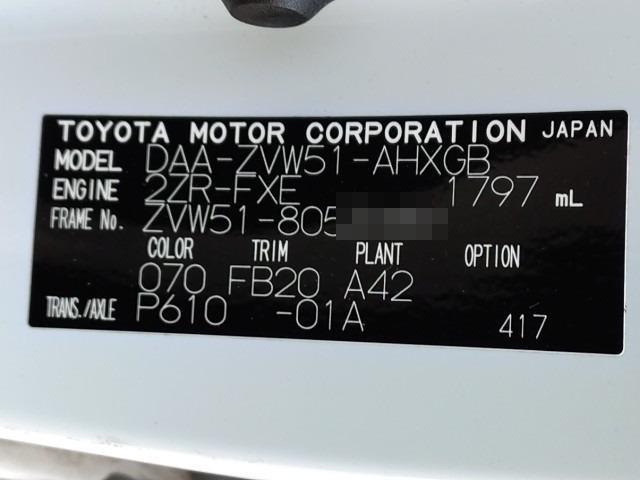 TOYOTA MOTOR CORPORATION JAPAN
MODEL DAA-ZVW51-AHXGB
ENGINE 2ZR-FXE 1797 mL
FRAME No. ZVW51-805
COLOR TRIM PLANT OPTION
070 FB20 A42
TRANS./AXLE P610 -01A 417